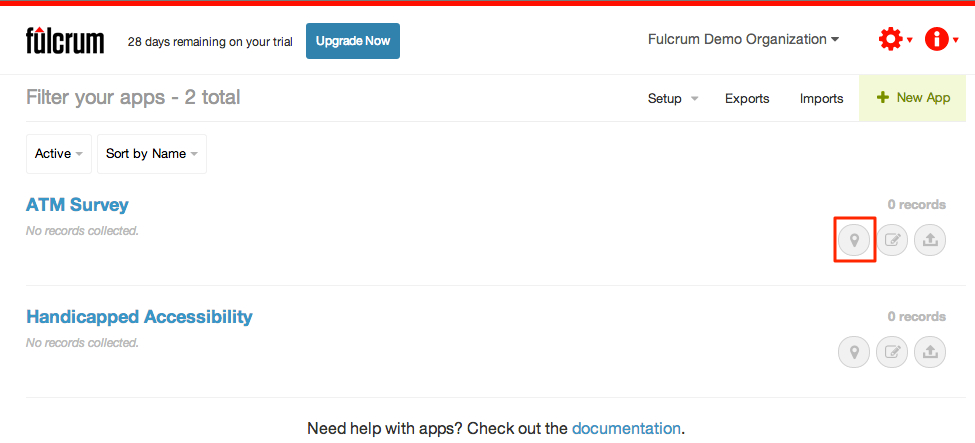 fulcrum 28 days remaining on your trial Upgrade Now Fulcrum Demo Organization
Filter your apps - 2 total Setup Exports Imports + New App
Active Sort by Name
ATM Survey 0 records
No records collected.
Handicapped Accessibility 0 records
No records collected.
Need help with apps? Check out the documentation.